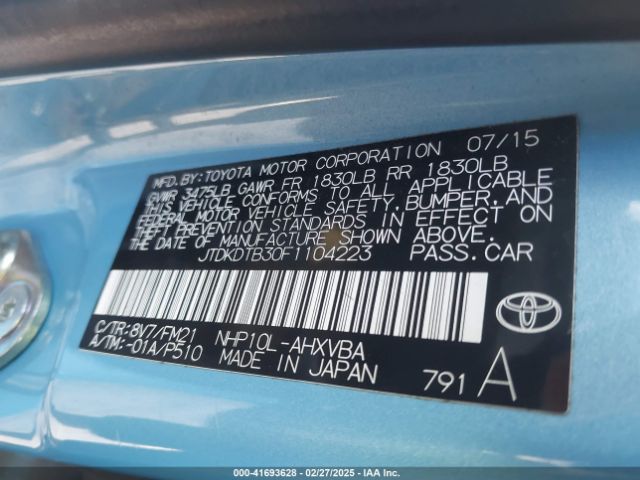 MFD. BY: TOYOTA MOTOR CORPORATION 07/15
GVWR 3475LB GAWR FR 1830LB RR 1830LB
THIS VEHICLE CONFORMS TO ALL APPLICABLE
FEDERAL MOTOR VEHICLE SAFETY, BUMPER, AND
THEFT PREVENTION STANDARDS IN EFFECT ON
THE DATE OF MANUFACTURE SHOWN ABOVE.
JTDKDTB30F1104223 PASS. CAR
C/TR: 8V7/FM21 NHP10L-AHXVBA
A/TM: -01A/P510 MADE IN JAPAN
791 A
000-41693628 - 02/27/2025 - IAA Inc.